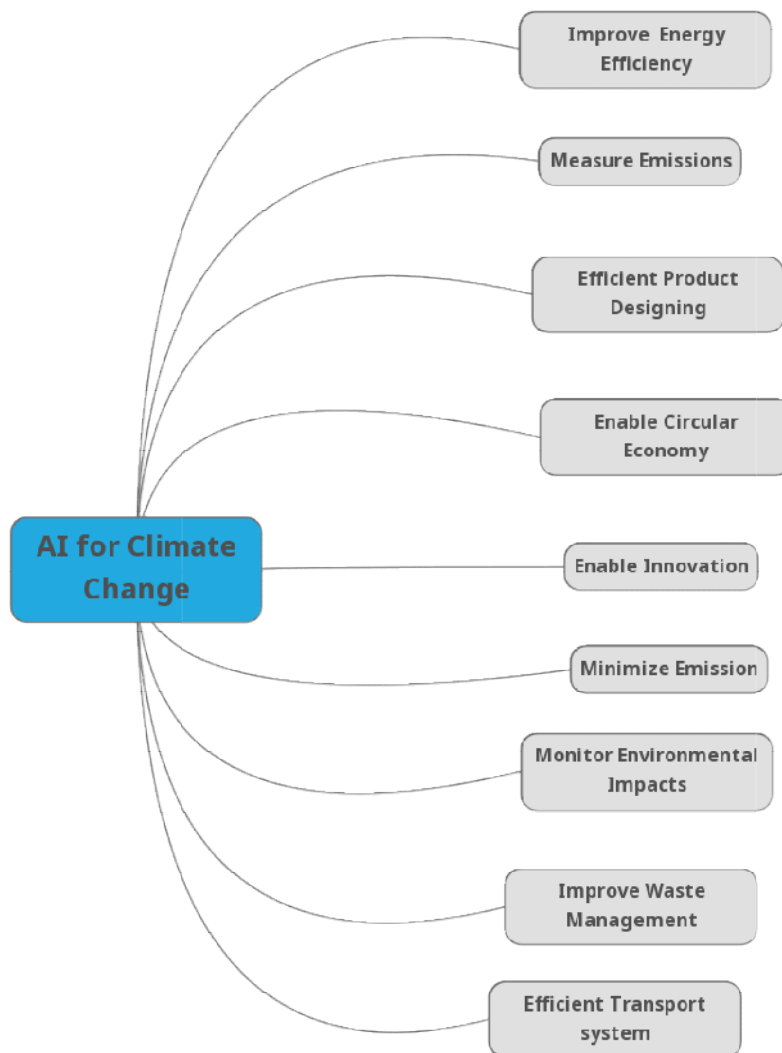 Improve Energy
Efficiency
Measure Emissions
Efficient Product
Designing
Enable Circular
Economy
AI for Climate
Change
Enable Innovation
Minimize Emission
Monitor Environmental
Impacts
Improve Waste
Management
Efficient Transport
system